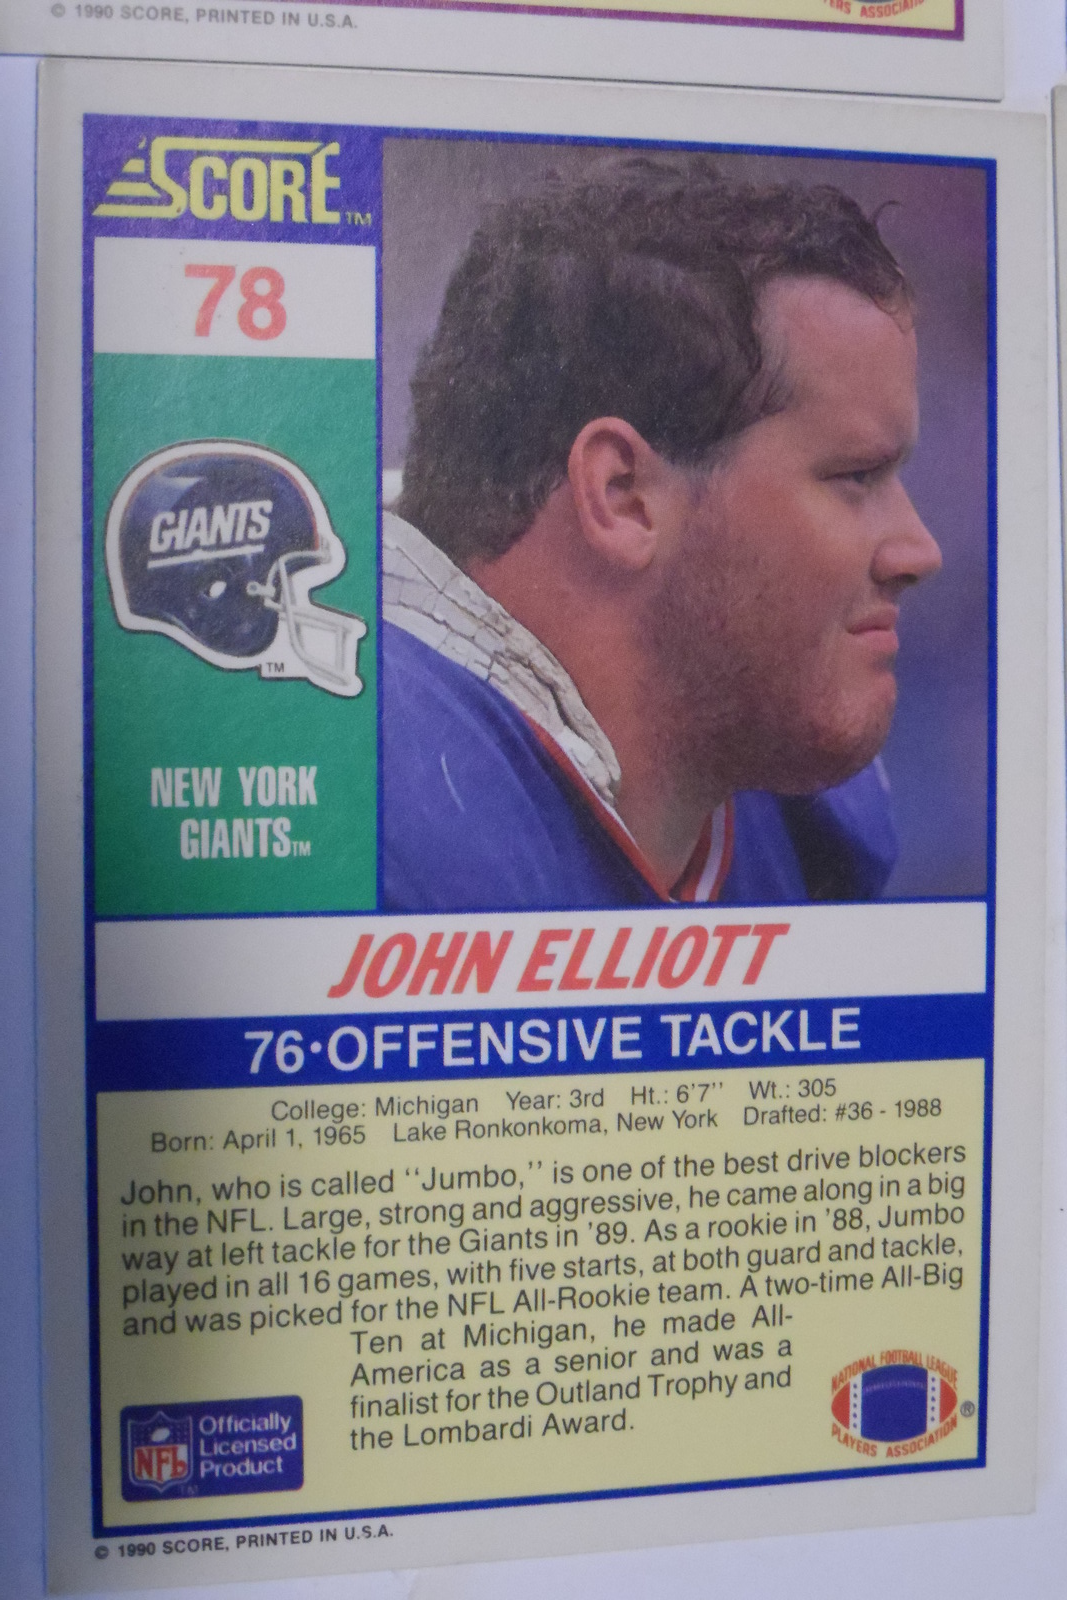 © 1990 SCORE, PRINTED IN U.S.A.
SCORE TM
78
GIANTS
TM
NEW YORK
GIANTS TM
JOHN ELLIOTT
76•OFFENSIVE TACKLE
College: Michigan Year: 3rd Ht.: 6'7'' Wt.: 305
Born: April 1, 1965 Lake Ronkonkoma, New York Drafted: #36 - 1988
John, who is called ''Jumbo,'' is one of the best drive blockers
in the NFL. Large, strong and aggressive, he came along in a big
way at left tackle for the Giants in '89. As a rookie in '88, Jumbo
played in all 16 games, with five starts, at both guard and tackle,
and was picked for the NFL All-Rookie team. A two-time All-Big
Ten at Michigan, he made All-
America as a senior and was a
finalist for the Outland Trophy and
the Lombardi Award.
NFL
Officially
Licensed
Product
TM
NATIONAL FOOTBALL LEAGUE
PLAYERS ASSOCIATION
®
© 1990 SCORE, PRINTED IN U.S.A.